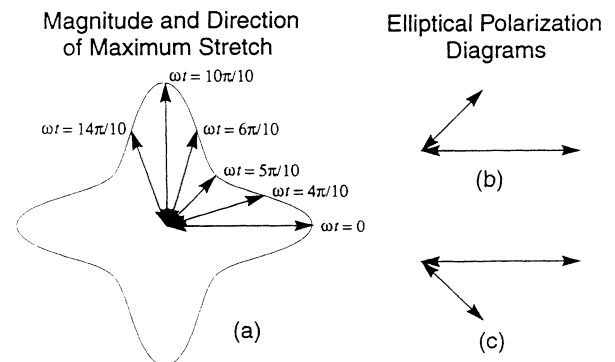 Magnitude and Direction
of Maximum Stretch
ωt = 10π/10
ωt = 14π/10
ωt = 6π/10
ωt = 5π/10
ωt = 4π/10
ωt = 0
(a)
Elliptical Polarization
Diagrams
(b)
(c)